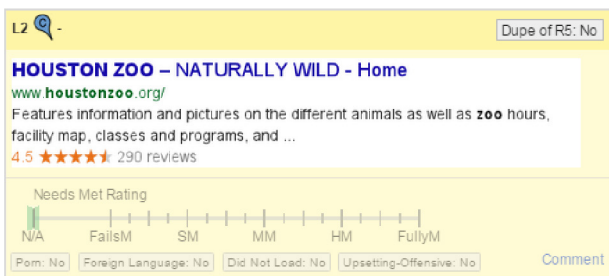 L2 C -
Dupe of R5: No
HOUSTON ZOO – NATURALLY WILD - Home
www.houstonzoo.org/
Features information and pictures on the different animals as well as zoo hours,
facility map, classes and programs, and ...
4.5 ★★★★★ 290 reviews
Needs Met Rating
N/A FailsM SM MM HM FullyM
Porn: No Foreign Language: No Did Not Load: No Upsetting-Offensive: No Comment